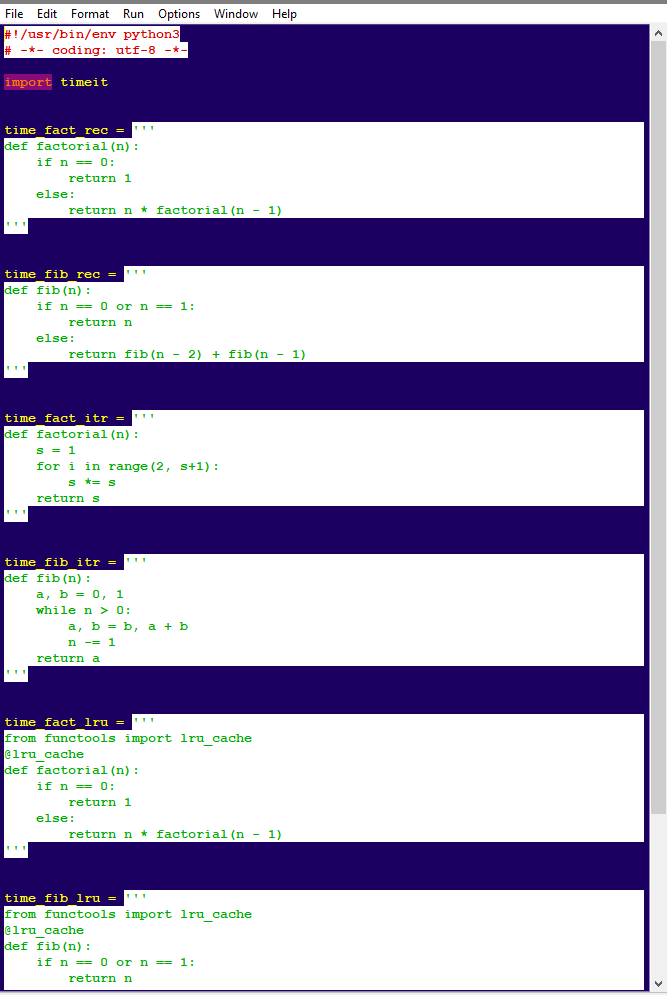 File Edit Format Run Options Window Help
#!/usr/bin/env python3
# -*- coding: utf-8 -*-
import timeit
time_fact_rec = '''
def factorial(n):
    if n == 0:
        return 1
    else:
        return n * factorial(n - 1)
'''
time_fib_rec = '''
def fib(n):
    if n == 0 or n == 1:
        return n
    else:
        return fib(n - 2) + fib(n - 1)
'''
time_fact_itr = '''
def factorial(n):
    s = 1
    for i in range(2, s+1):
        s *= s
    return s
'''
time_fib_itr = '''
def fib(n):
    a, b = 0, 1
    while n > 0:
        a, b = b, a + b
        n -= 1
    return a
'''
time_fact_lru = '''
from functools import lru_cache
@lru_cache
def factorial(n):
    if n == 0:
        return 1
    else:
        return n * factorial(n - 1)
'''
time_fib_lru = '''
from functools import lru_cache
@lru_cache
def fib(n):
    if n == 0 or n == 1:
        return n